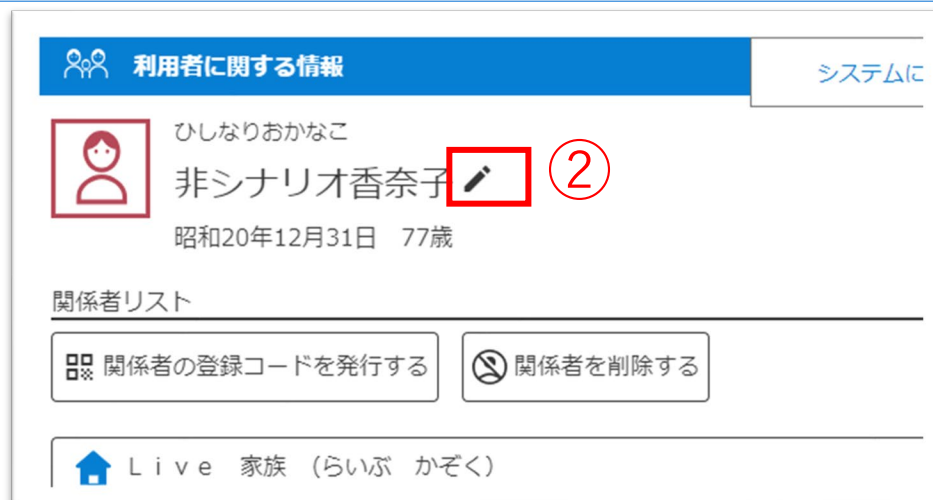 利用者に関する情報
システムに
ひしなりおかなこ
非シナリオ香奈子
②
昭和20年12月31日　77歳
関係者リスト
関係者の登録コードを発行する
関係者を削除する
Ｌｉｖｅ　家族　（らいぶ　かぞく）